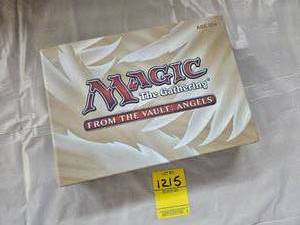 MAGIC
The Gathering®
FROM THE VAULT: ANGELS
1215